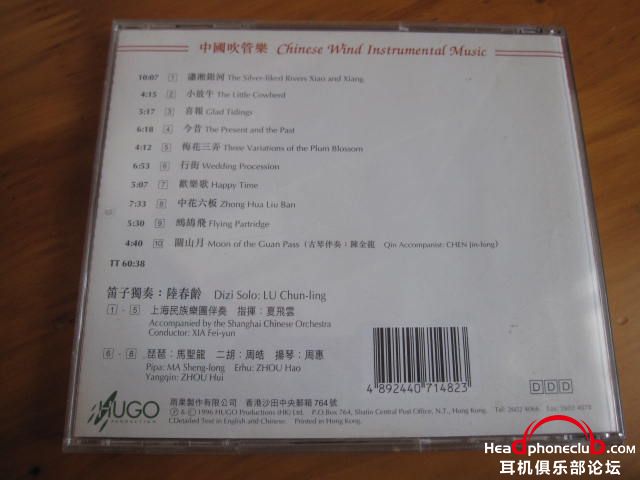 中國吹管樂 Chinese Wind Instrumental Music
10:07 1 瀟湘銀河 The Silver-liked Rivers Xiao and Xiang
4:15 2 小放牛 The Little Cowherd
5:17 3 喜報 Glad Tidings
6:18 4 今昔 The Present and the Past
4:12 5 梅花三弄 Three Variations of the Plum Blossom
6:53 6 行街 Wedding Procession
5:07 7 歡樂歌 Happy Time
7:33 8 中花六板 Zhong Hua Liu Ban
5:30 9 鷓鴣飛 Flying Partridge
4:40 10 關山月 Moon of the Guan Pass (古琴伴奏:陳金龍 Qin Accompanist: CHEN Jin-long)
TT 60:38
笛子獨奏:陸春齡 Dizi Solo: LU Chun-ling
1 - 5 上海民族樂團伴奏 指揮:夏飛雲
Accompanied by the Shanghai Chinese Orchestra
Conductor: XIA Fei-yun
6 - 8 琵琶:馬聖龍 二胡:周皓 揚琴:周惠
Pipa: MA Sheng-long Erhu: ZHOU Hao
Yangqin: ZHOU Hui
4 892440 714823
DDD
HUGO
PRODUCTION
雨果製作有限公司 香港沙田中央郵箱 764 號
Ⓟ & © 1996 HUGO Productions (HK) Ltd. P.O.Box 764, Shatin Central Post Office, N.T., Hong Kong. Tel: 2602 4066 Fax: 2602 4078
CDetailed Text in English and Chinese. Printed in Hong Kong.
Headphoneclub.com
耳机俱乐部论坛